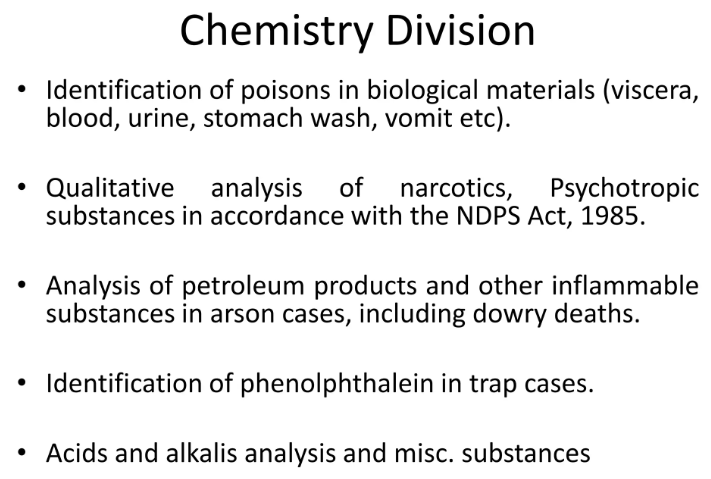 Chemistry Division
• Identification of poisons in biological materials (viscera,
blood, urine, stomach wash, vomit etc).
• Qualitative analysis of narcotics, Psychotropic
substances in accordance with the NDPS Act, 1985.
• Analysis of petroleum products and other inflammable
substances in arson cases, including dowry deaths.
• Identification of phenolphthalein in trap cases.
• Acids and alkalis analysis and misc. substances